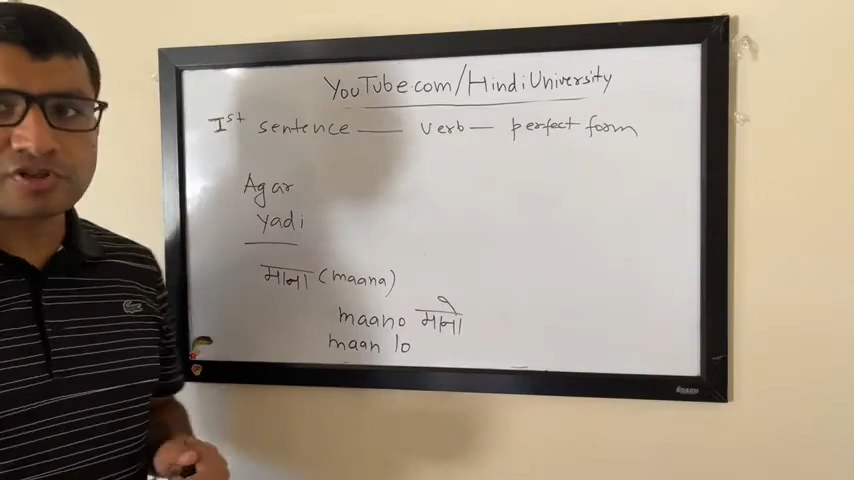 YouTube.com/HindiUniversity
Ist sentence — verb — perfect form
Agar
yadi
माना (maana)
maano मानो
maan lo